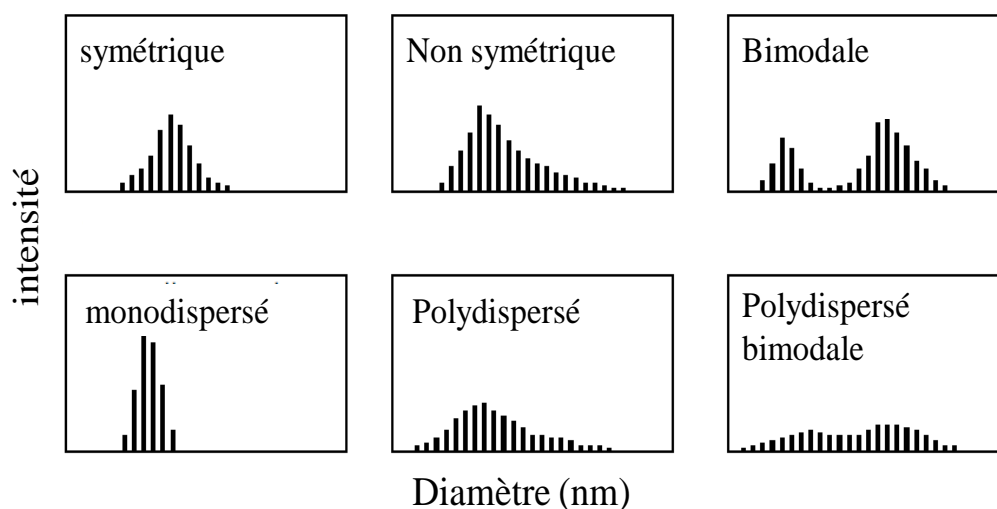 symétrique
Non symétrique
Bimodale
intensité
monodispersé
Polydispersé
Polydispersé
bimodale
Diamètre (nm)